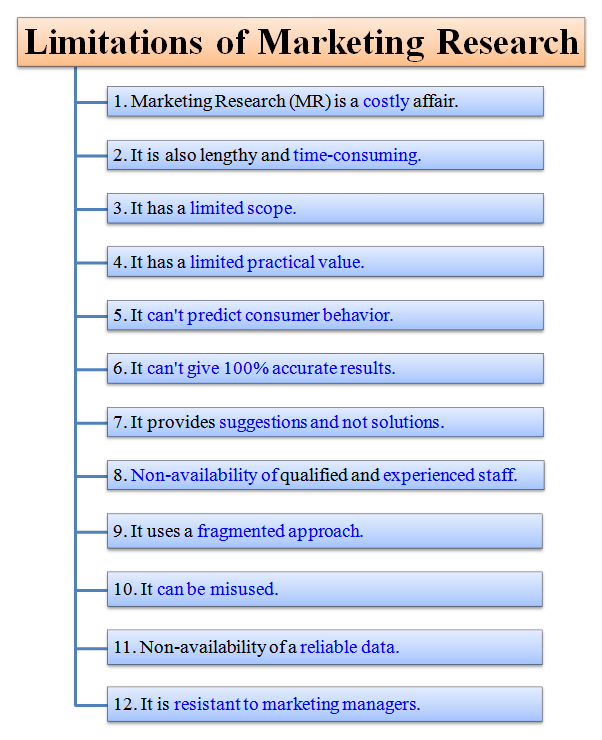 Limitations of Marketing Research
1. Marketing Research (MR) is a costly affair.
2. It is also lengthy and time-consuming.
3. It has a limited scope.
4. It has a limited practical value.
5. It can't predict consumer behavior.
6. It can't give 100% accurate results.
7. It provides suggestions and not solutions.
8. Non-availability of qualified and experienced staff.
9. It uses a fragmented approach.
10. It can be misused.
11. Non-availability of a reliable data.
12. It is resistant to marketing managers.